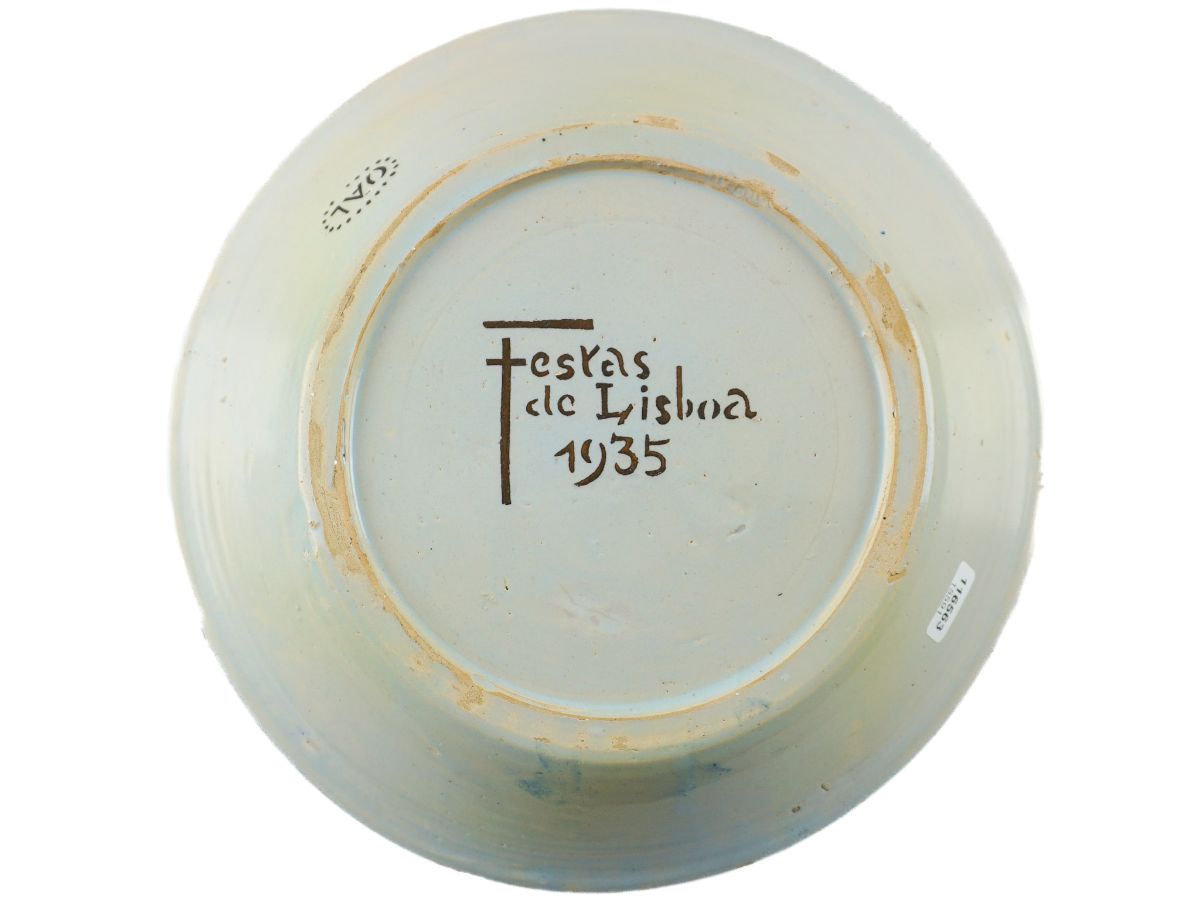 OAL
Festas
de Lisboa
1935
116563